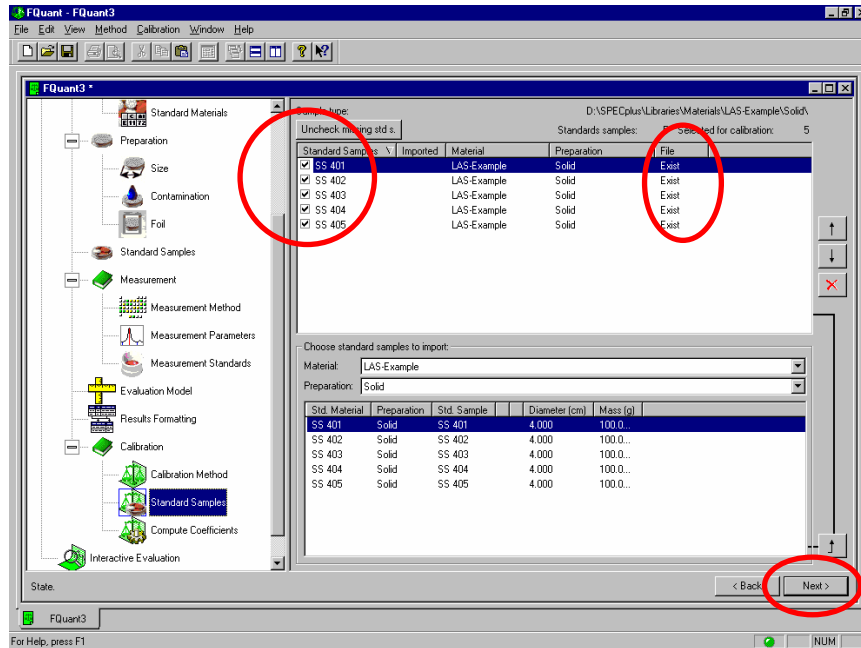 FQuant - FQuant3
File Edit View Method Calibration Window Help
FQuant3 *
Standard Materials
Preparation
Size
Contamination
Foil
Standard Samples
Measurement
Measurement Method
Measurement Parameters
Measurement Standards
Evaluation Model
Results Formatting
Calibration
Calibration Method
Standard Samples
Compute Coefficients
Interactive Evaluation
Sample type: D:\SPECplus\Libraries\Materials\LAS-Example\Solid\
Uncheck missing std s. Standards samples: Selected for calibration: 5
Standard Samples Imported Material Preparation File
SS 401 LAS-Example Solid Exist
SS 402 LAS-Example Solid Exist
SS 403 LAS-Example Solid Exist
SS 404 LAS-Example Solid Exist
SS 405 LAS-Example Solid Exist
Choose standard samples to import:
Material: LAS-Example
Preparation: Solid
Std. Material Preparation Std. Sample Diameter (cm) Mass (g)
SS 401 Solid SS 401 4.000 100.0...
SS 402 Solid SS 402 4.000 100.0...
SS 403 Solid SS 403 4.000 100.0...
SS 404 Solid SS 404 4.000 100.0...
SS 405 Solid SS 405 4.000 100.0...
State. < Back Next >
FQuant3
For Help, press F1 NUM